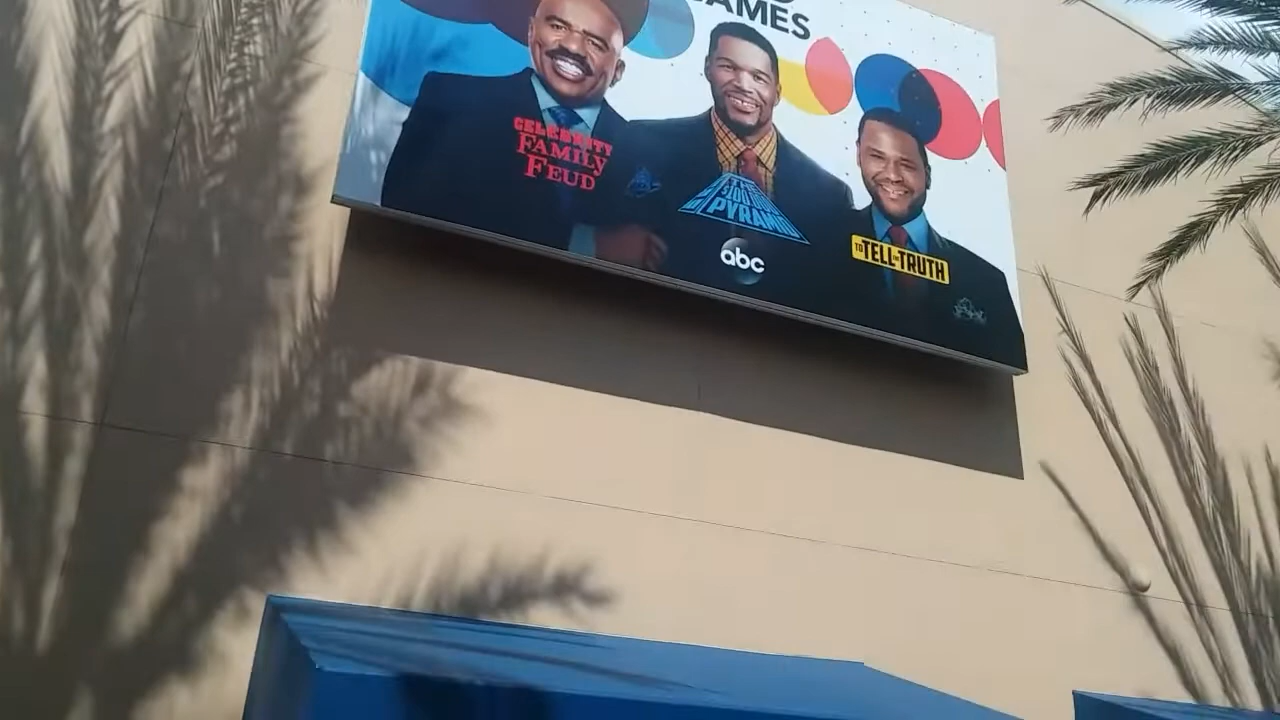 GAMES
CELEBRITY
FAMILY
FEUD
PYRAMID
abc
TO TELL THE TRUTH